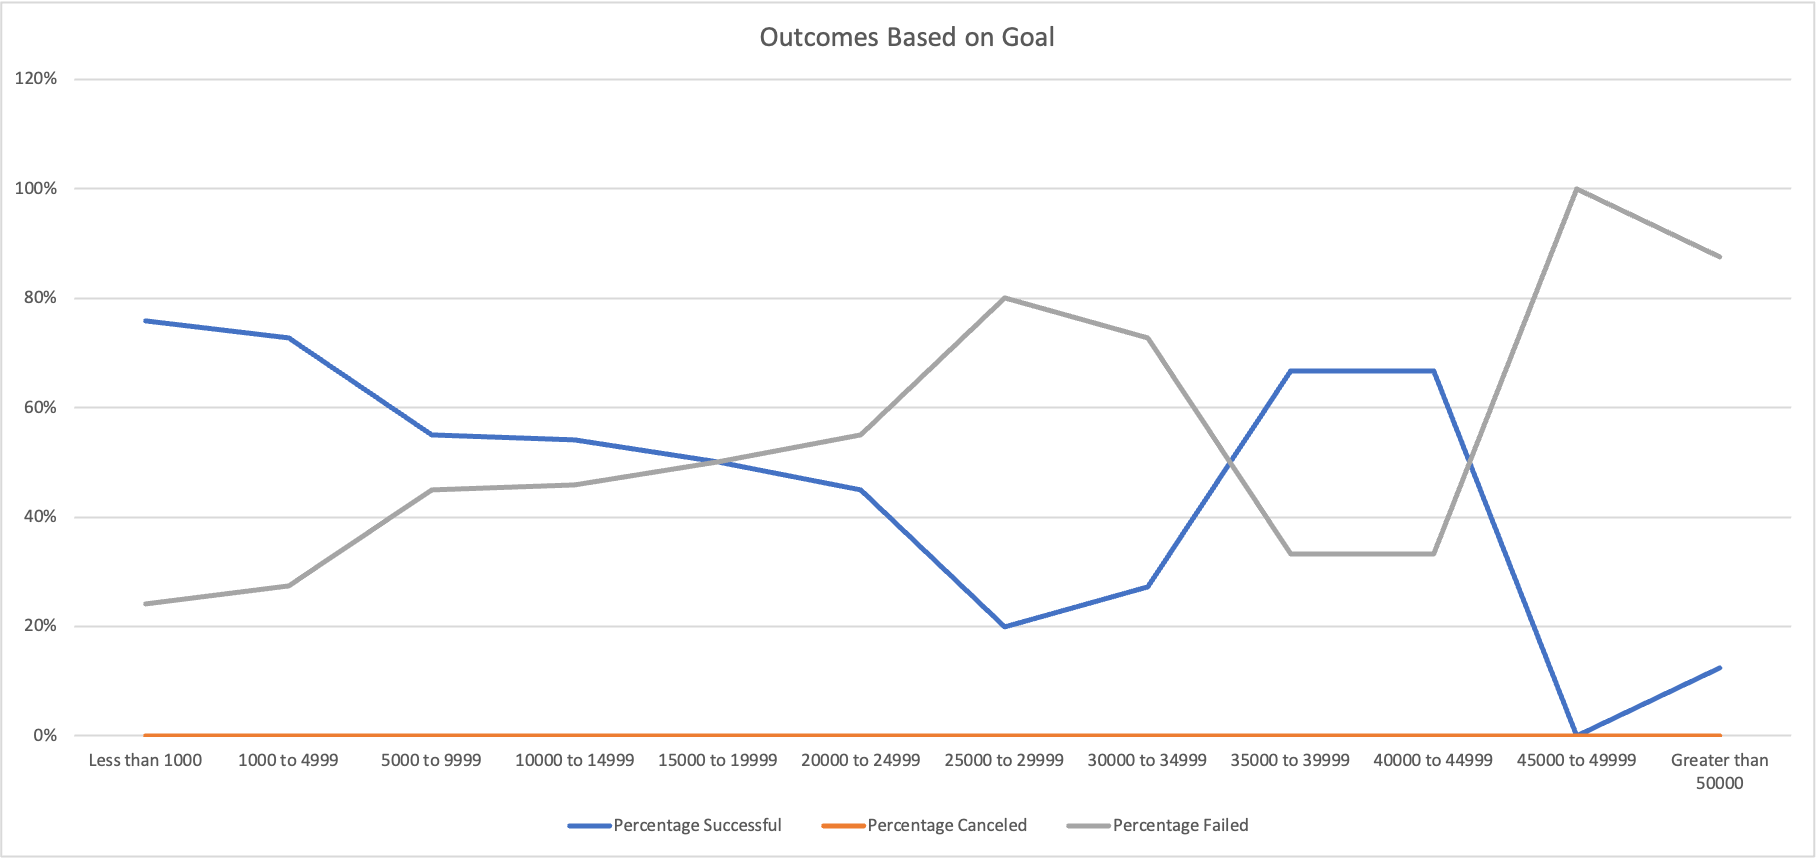 Outcomes Based on Goal
120%
100%
80%
60%
40%
20%
0%
Less than 1000 1000 to 4999 5000 to 9999 10000 to 14999 15000 to 19999 20000 to 24999 25000 to 29999 30000 to 34999 35000 to 39999 40000 to 44999 45000 to 49999 Greater than
50000
Percentage Successful Percentage Canceled Percentage Failed